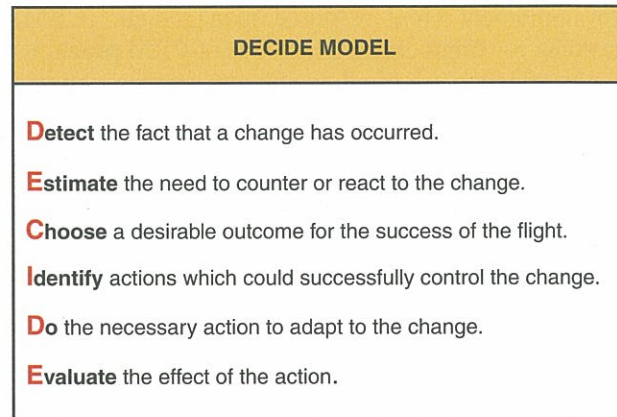 DECIDE MODEL
Detect the fact that a change has occurred.
Estimate the need to counter or react to the change.
Choose a desirable outcome for the success of the flight.
Identify actions which could successfully control the change.
Do the necessary action to adapt to the change.
Evaluate the effect of the action.